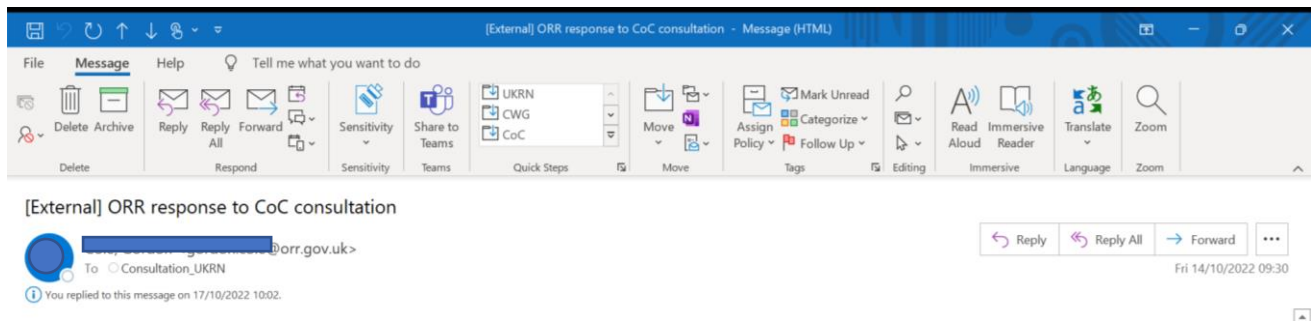 [External] ORR response to CoC consultation - Message (HTML)
File Message Help Tell me what you want to do
Delete Archive
Reply Reply All Forward
Sensitivity
Share to Teams
UKRN
CWG
CoC
Move
Assign Policy
Mark Unread
Categorize
Follow Up
Read Aloud Immersive Reader
Translate
Zoom
Delete Respond Sensitivity Teams Quick Steps Move Tags Editing Immersive Language Zoom
[External] ORR response to CoC consultation
@orr.gov.uk>
Reply Reply All Forward
To Consultation_UKRN
Fri 14/10/2022 09:30
You replied to this message on 17/10/2022 10:02.